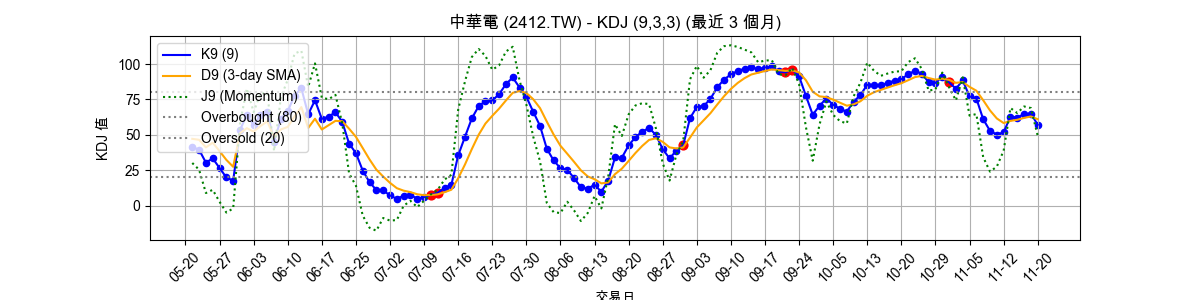 中華電 (2412.TW) - KDJ (9,3,3) (最近 3 個月)
K9 (9)
D9 (3-day SMA)
J9 (Momentum)
Overbought (80)
Oversold (20)
KDJ 值
100
75
50
25
0
05-20 05-27 06-03 06-10 06-17 06-25 07-02 07-09 07-16 07-23 07-30 08-06 08-13 08-20 08-27 09-03 09-10 09-17 09-24 10-05 10-13 10-20 10-29 11-05 11-12 11-20
交易日